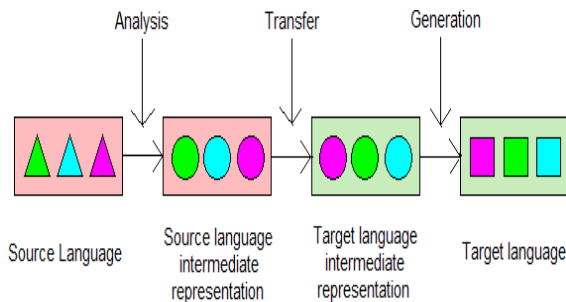 Analysis
Transfer
Generation
Source Language
Source language
intermediate
representation
Target language
intermediate
representation
Target language